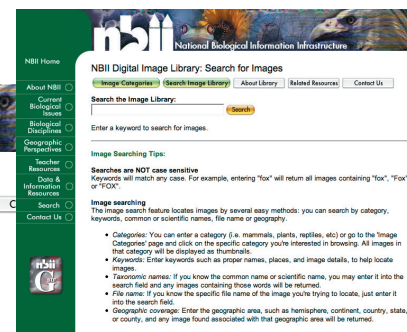 nbii
National Biological Information Infrastructure
NBII Home
About NBII
Current
Biological
Issues
Biological
Disciplines
Geographic
Perspectives
Teacher
Resources
Data &
Information
Resources
Search
Contact Us
nbii
NBII Digital Image Library: Search for Images
Image Categories
Search Image Library
About Library
Related Resources
Contact Us
Search the Image Library:
Search
Enter a keyword to search for images.
Image Searching Tips:
Searches are NOT case sensitive
Keywords will match any case. For example, entering "fox" will return all images containing "fox", "Fox"
or "FOX".
Image searching
The image search feature locates images by several easy methods: you can search by category,
keywords, common or scientific names, file name or geography.
• Categories: You can enter a category (i.e. mammals, plants, reptiles, etc) or go to the 'Image
Categories' page and click on the specific category you're interested in browsing. All images in
that category will be displayed as thumbnails.
• Keywords: Enter keywords such as proper names, places, and image details, to help locate
images.
• Taxonomic names: If you know the common name or scientific name, you may enter it into the
search field and any images containing those words will be returned.
• File name: If you know the specific file name of the image you're trying to locate, just enter it
into the search field.
• Geographic coverage: Enter the geographic area, such as hemisphere, continent, country, state,
or county, and any image found associated with that geographic area will be returned.